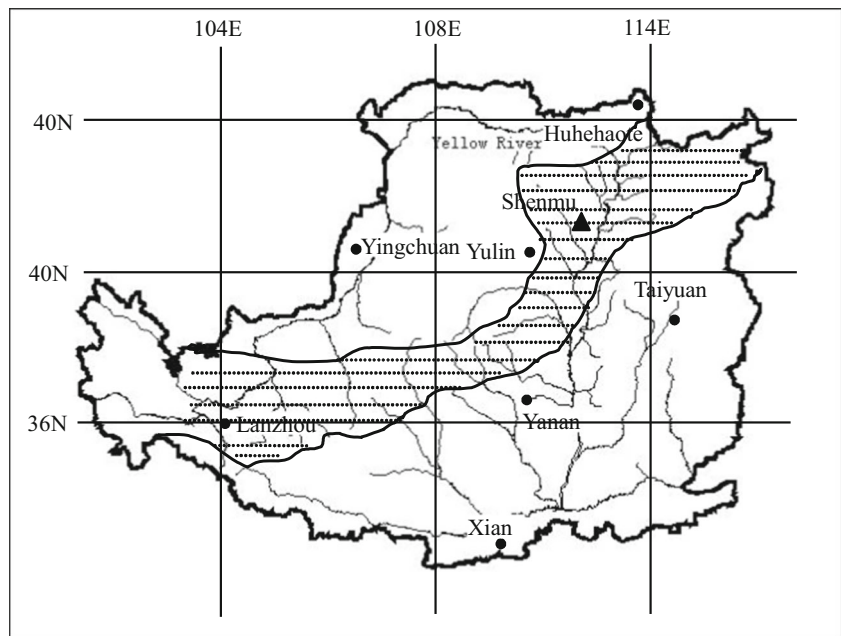 104E 108E 114E
40N
Huhehaote
Yellow River
Shenmu
Yingchuan
Yulin
40N
Taiyuan
36N
Lanzhou
Yanan
Xian